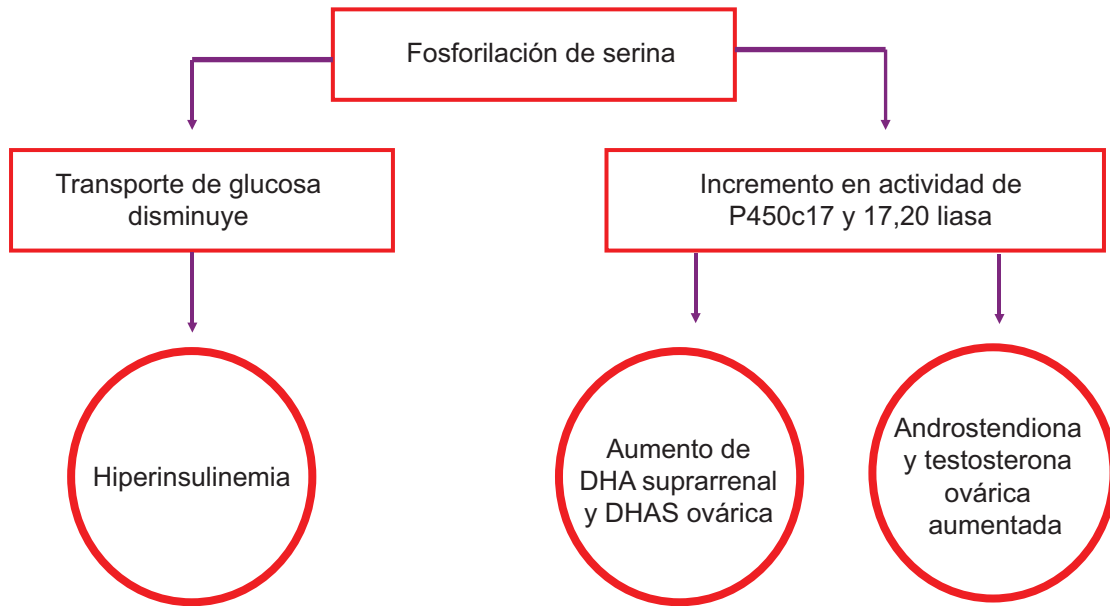 Fosforilación de serina
Transporte de glucosa
disminuye
Incremento en actividad de
P450c17 y 17,20 liasa
Hiperinsulinemia
Aumento de
DHA suprarrenal
y DHAS ovárica
Androstendiona
y testosterona
ovárica
aumentada